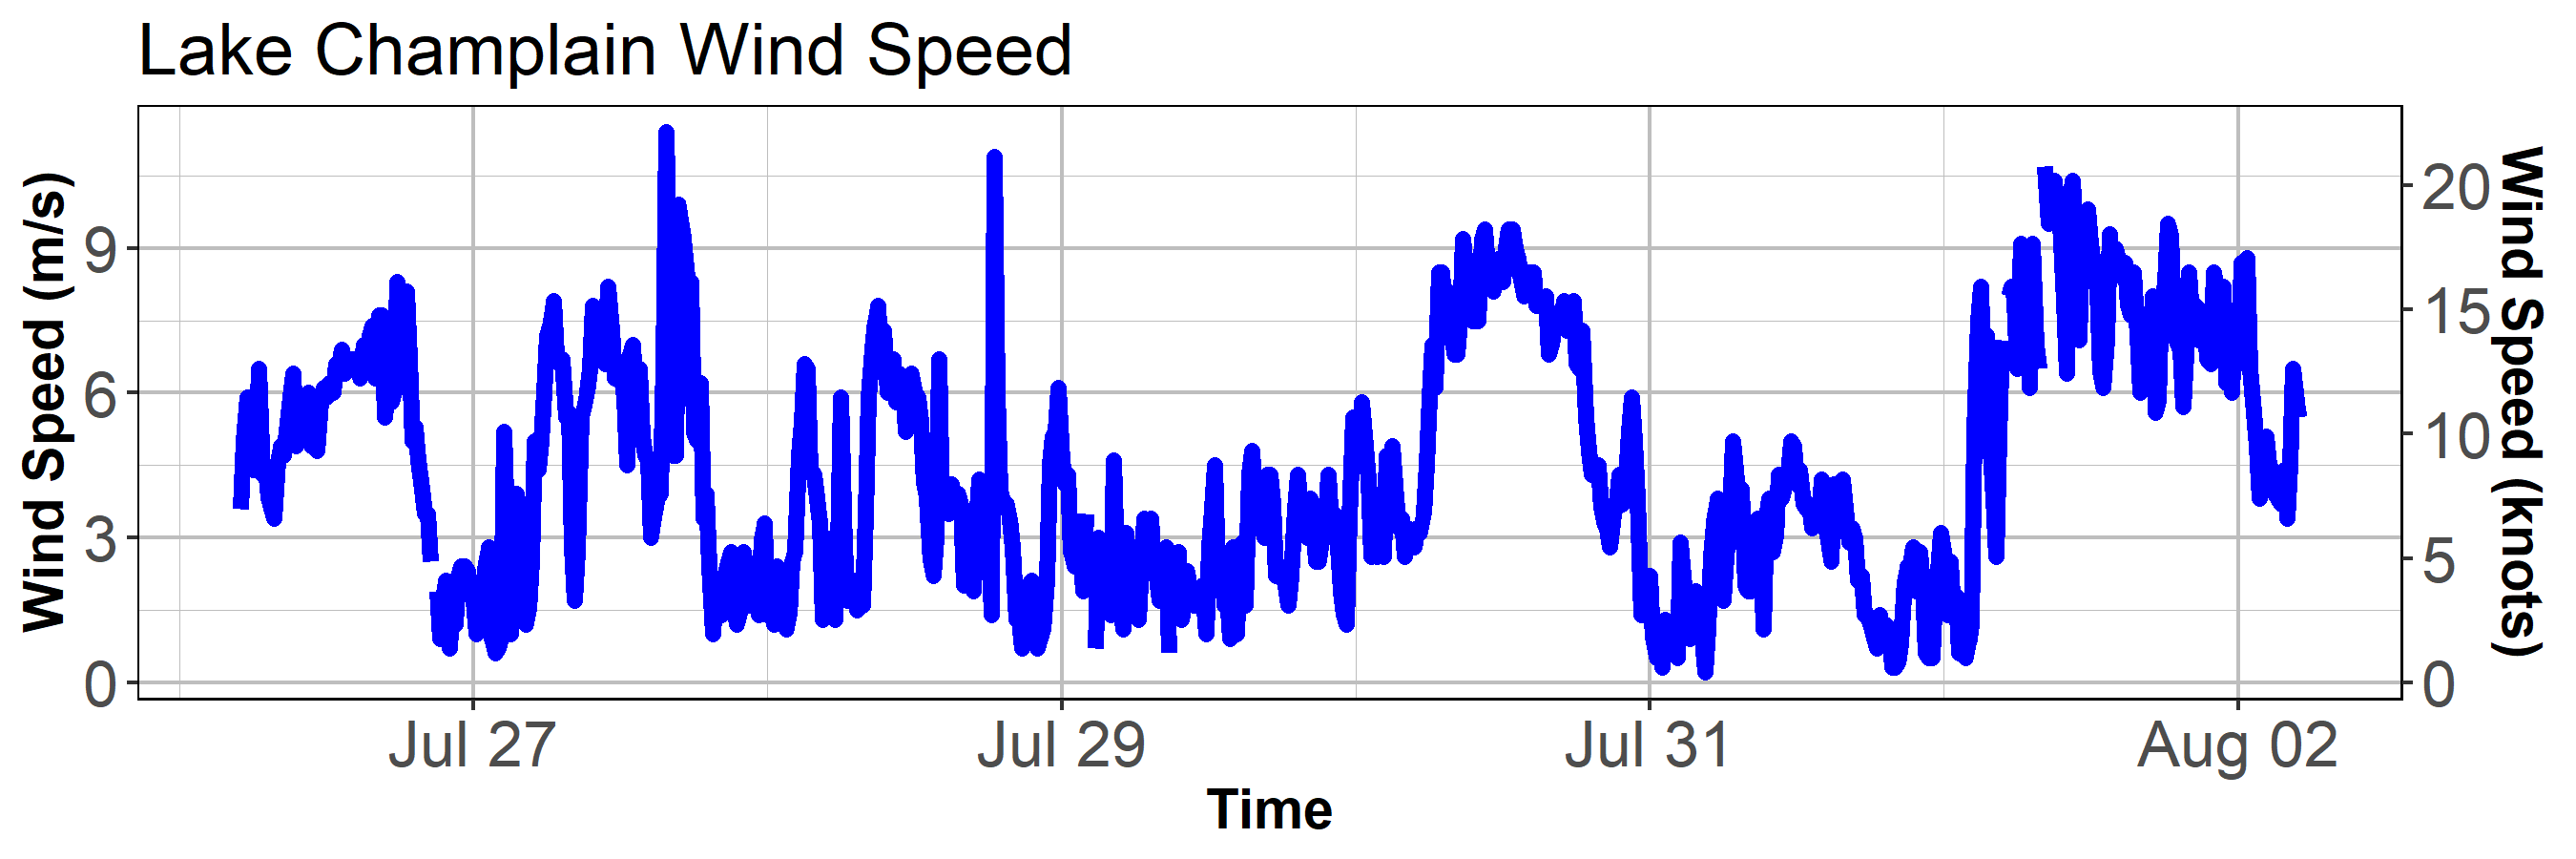 Lake Champlain Wind Speed
Wind Speed (m/s)
9
6
3
0
20
15
10
5
0
Wind Speed (knots)
Jul 27
Jul 29
Jul 31
Aug 02
Time